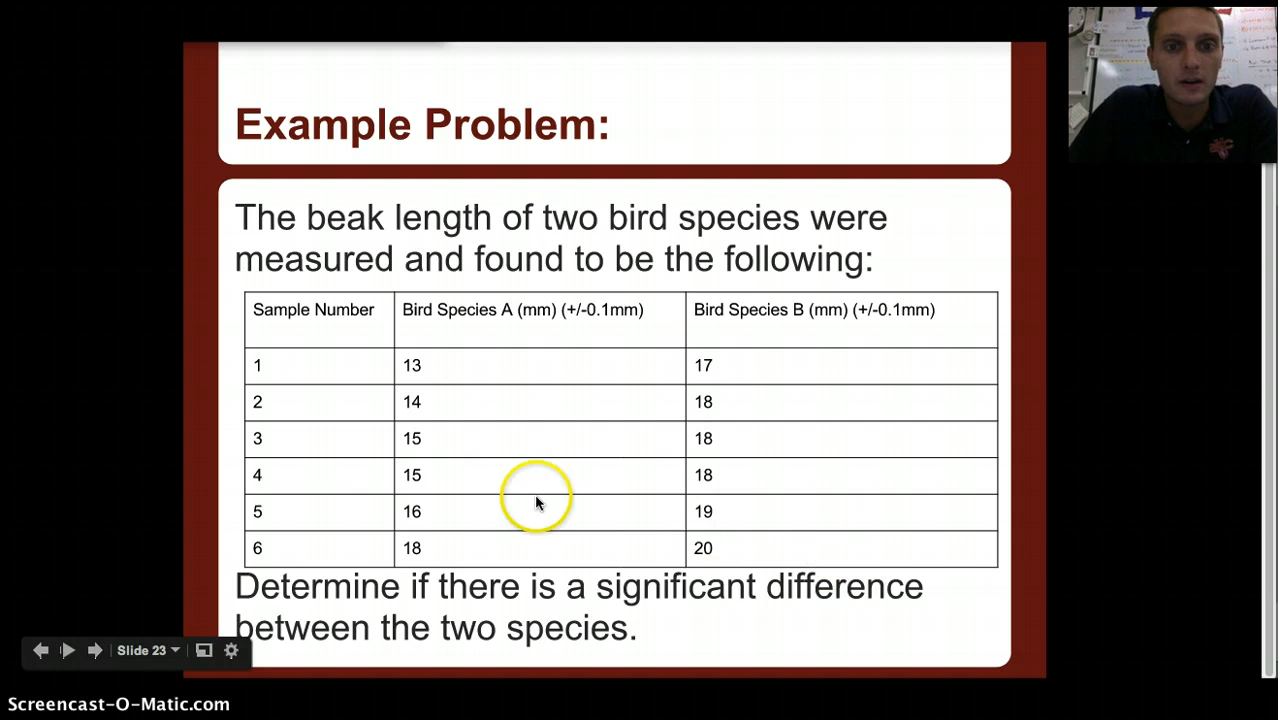 Example Problem:
The beak length of two bird species were
measured and found to be the following:
Sample Number Bird Species A (mm) (+/-0.1mm) Bird Species B (mm) (+/-0.1mm)
1 13 17
2 14 18
3 15 18
4 15 18
5 16 19
6 18 20
Determine if there is a significant difference
between the two species.
Slide 23
Screencast-O-Matic.com